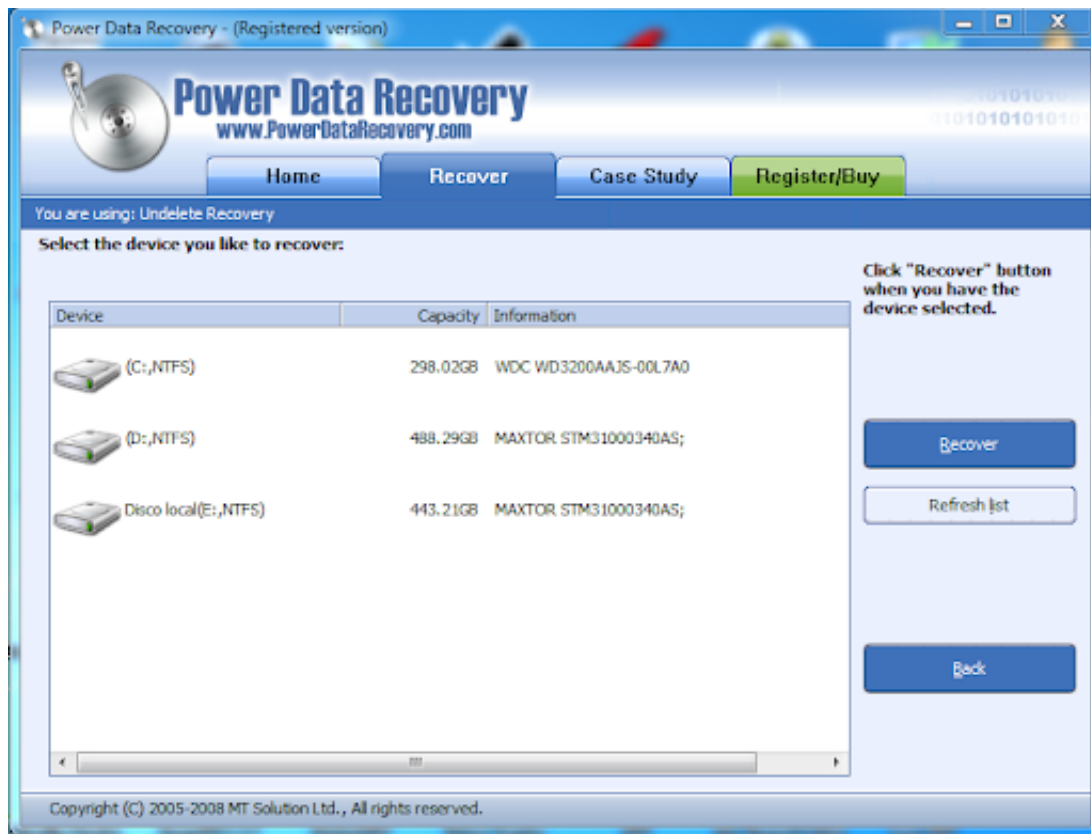 Power Data Recovery - (Registered version)
Power Data Recovery
www.PowerDataRecovery.com
Home Recover Case Study Register/Buy
You are using: Undelete Recovery
Select the device you like to recover:
Click "Recover" button
when you have the
device selected.
Device Capacity Information
(C:,NTFS) 298.02GB WDC WD3200AAJS-00L7A0
(D:,NTFS) 488.29GB MAXTOR STM31000340AS;
Recover
Disco local(E:,NTFS) 443.21GB MAXTOR STM31000340AS;
Refresh list
Back
Copyright (C) 2005-2008 MT Solution Ltd., All rights reserved.